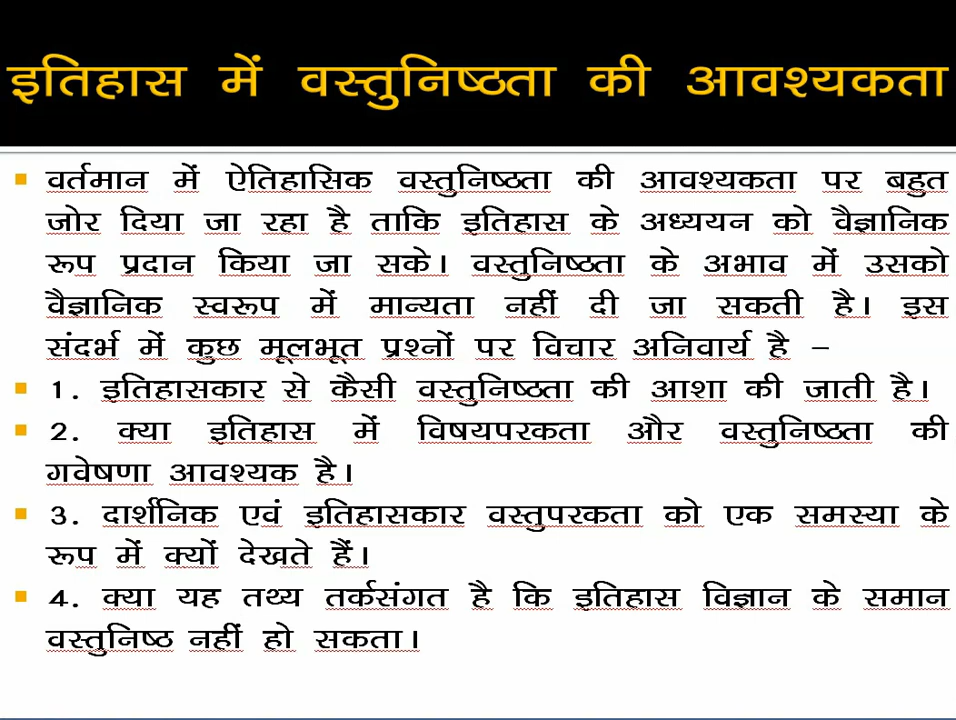 इतिहास में वस्तुनिष्ठता की आवश्यकता
▪ वर्तमान में ऐतिहासिक वस्तुनिष्ठता की आवश्यकता पर बहुत
जोर दिया जा रहा है ताकि इतिहास के अध्ययन को वैज्ञानिक
रूप प्रदान किया जा सके। वस्तुनिष्ठता के अभाव में उसको
वैज्ञानिक स्वरूप में मान्यता नहीं दी जा सकती है। इस
संदर्भ में कुछ मूलभूत प्रश्नों पर विचार अनिवार्य है –
▪ 1. इतिहासकार से कैसी वस्तुनिष्ठता की आशा की जाती है।
▪ 2. क्या इतिहास में विषयपरकता और वस्तुनिष्ठता की
गवेषणा आवश्यक है।
▪ 3. दार्शनिक एवं इतिहासकार वस्तुपरकता को एक समस्या के
रूप में क्यों देखते हैं।
▪ 4. क्या यह तथ्य तर्कसंगत है कि इतिहास विज्ञान के समान
वस्तुनिष्ठ नहीं हो सकता।